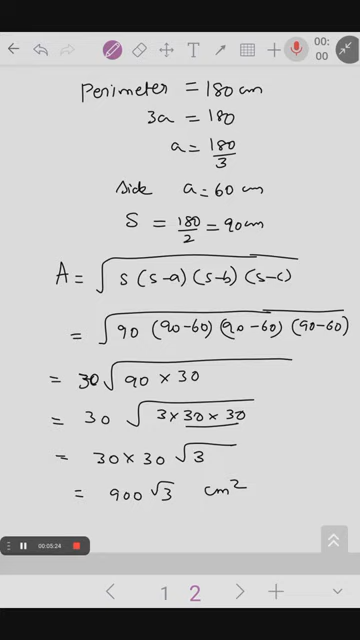 00:
00
Perimeter = 180 cm
3a = 180
a = 180/3
Side a = 60 cm
S = 180/2 = 90 cm
A = √s (s-a) (s-b) (s-c)
= √90 (90-60) (90-60) (90-60)
= 30 √90 × 30
= 30 √3 × 30 × 30
= 30 × 30 √3
= 900 √3 cm²
00:05:24
1 2